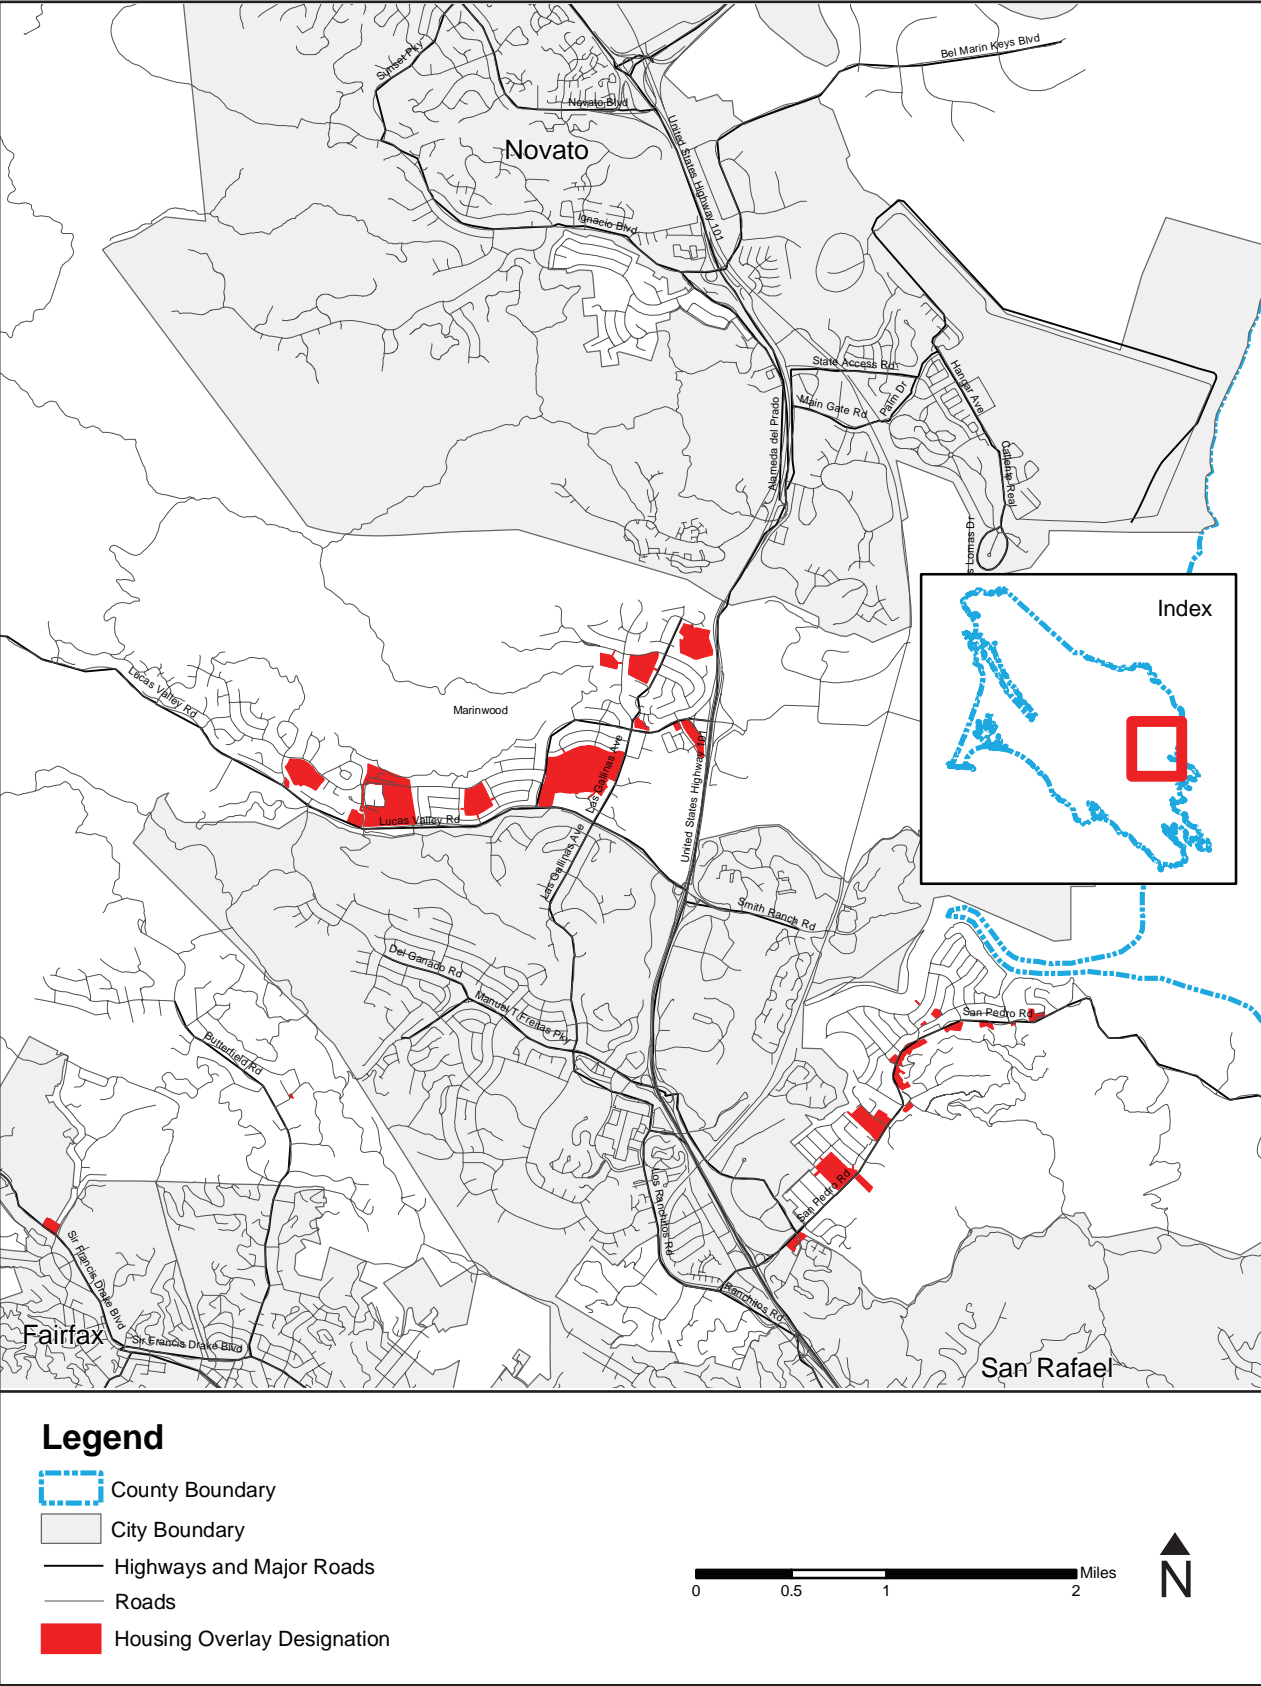 Bel Marin Keys Blvd
Sunset Pky
Novato Blvd
Novato
United States Highway 101
Ignacio Blvd
State Access Rd
Hangar Ave
Palm Dr
Main Gate Rd
Alameda del Prado
Caliente Real
s Lomas Dr
Index
Lucas Valley Rd
Marinwood
Las Gallinas Ave
United States Highway 101
Lucas Valley Rd
Las Gallinas Ave
Smith Ranch Rd
Del Ganado Rd
Manuel T Freitas Pky
San Pedro Rd
Butterfield Rd
los Ranchitos Rd
San Pedro Rd
Sir Francis Drake Blvd
Ranchitos Rd
Fairfax
Sir Francis Drake Blvd
San Rafael
Legend
County Boundary
City Boundary
Highways and Major Roads
Roads
Housing Overlay Designation
Miles
0 0.5 1 2
N